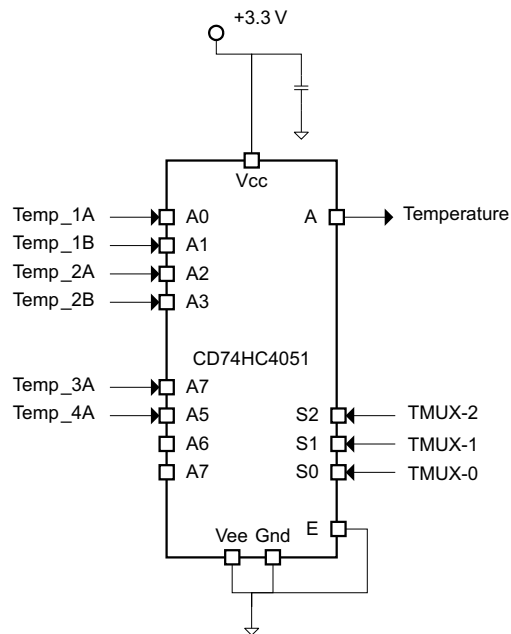 +3.3 V
Vcc
Temp_1A A0 A Temperature
Temp_1B A1
Temp_2A A2
Temp_2B A3
CD74HC4051
Temp_3A A7
Temp_4A A5 S2 TMUX-2
A6 S1 TMUX-1
A7 S0 TMUX-0
E
Vee Gnd